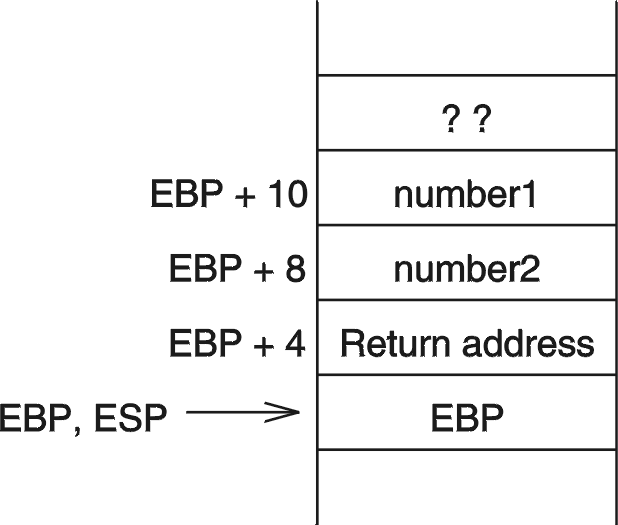 ? ?
EBP + 10 number1
EBP + 8 number2
EBP + 4 Return address
EBP, ESP EBP